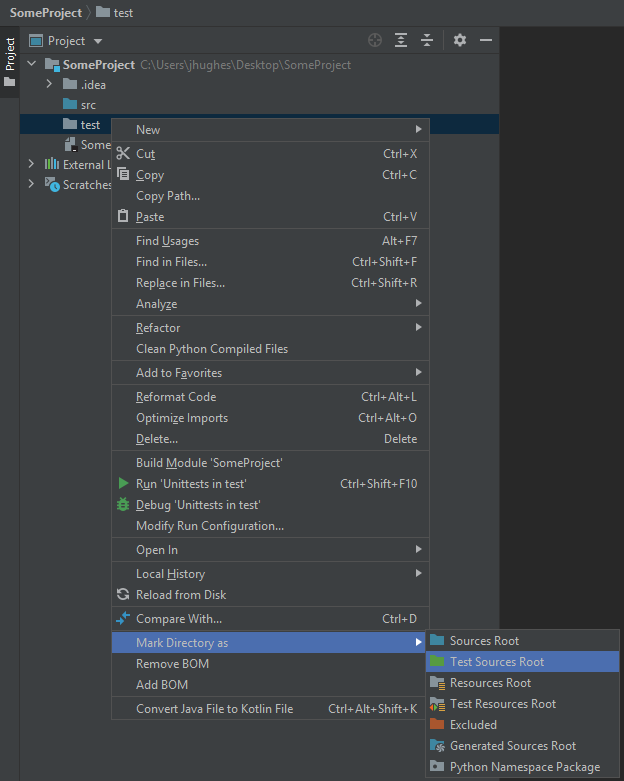 SomeProject test
Project
Project
SomeProject C:\Users\jhughes\Desktop\SomeProject
.idea
src
test
Some
External L
Scratches
New
Cut Ctrl+X
Copy Ctrl+C
Copy Path...
Paste Ctrl+V
Find Usages Alt+F7
Find in Files... Ctrl+Shift+F
Replace in Files... Ctrl+Shift+R
Analyze
Refactor
Clean Python Compiled Files
Add to Favorites
Reformat Code Ctrl+Alt+L
Optimize Imports Ctrl+Alt+O
Delete... Delete
Build Module 'SomeProject'
Run 'Unittests in test' Ctrl+Shift+F10
Debug 'Unittests in test'
Modify Run Configuration...
Open In
Local History
Reload from Disk
Compare With... Ctrl+D
Mark Directory as
Remove BOM
Add BOM
Convert Java File to Kotlin File Ctrl+Alt+Shift+K
Sources Root
Test Sources Root
Resources Root
Test Resources Root
Excluded
Generated Sources Root
Python Namespace Package